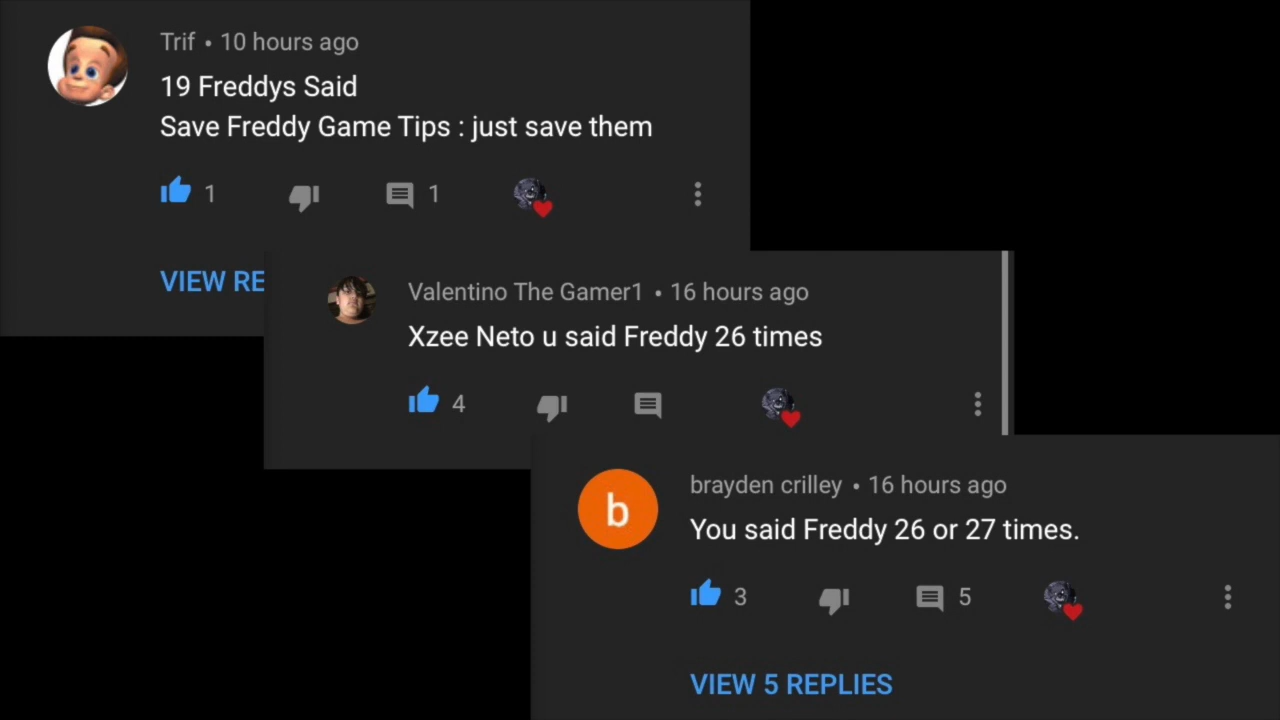 Trif • 10 hours ago
19 Freddys Said
Save Freddy Game Tips : just save them
1 1
VIEW RE
Valentino The Gamer1 • 16 hours ago
Xzee Neto u said Freddy 26 times
4
b
brayden crilley • 16 hours ago
You said Freddy 26 or 27 times.
3 5
VIEW 5 REPLIES